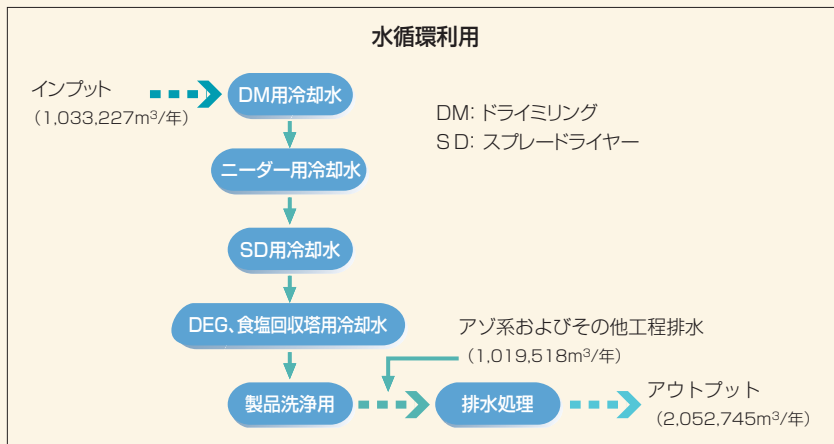 水循環利用
インプット
（1,033,227m³/年）
DM用冷却水
DM：ドライミリング
SD：スプレードライヤー
ニーダー用冷却水
SD用冷却水
DEG、食塩回収塔用冷却水
アゾ系およびその他工程排水
（1,019,518m³/年）
製品洗浄用
排水処理
アウトプット
（2,052,745m³/年）